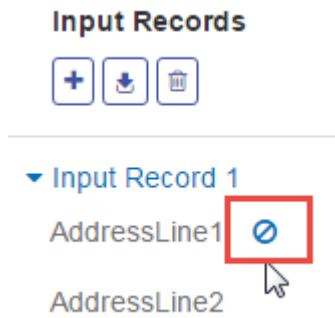 Input Records
Input Record 1
AddressLine1
AddressLine2